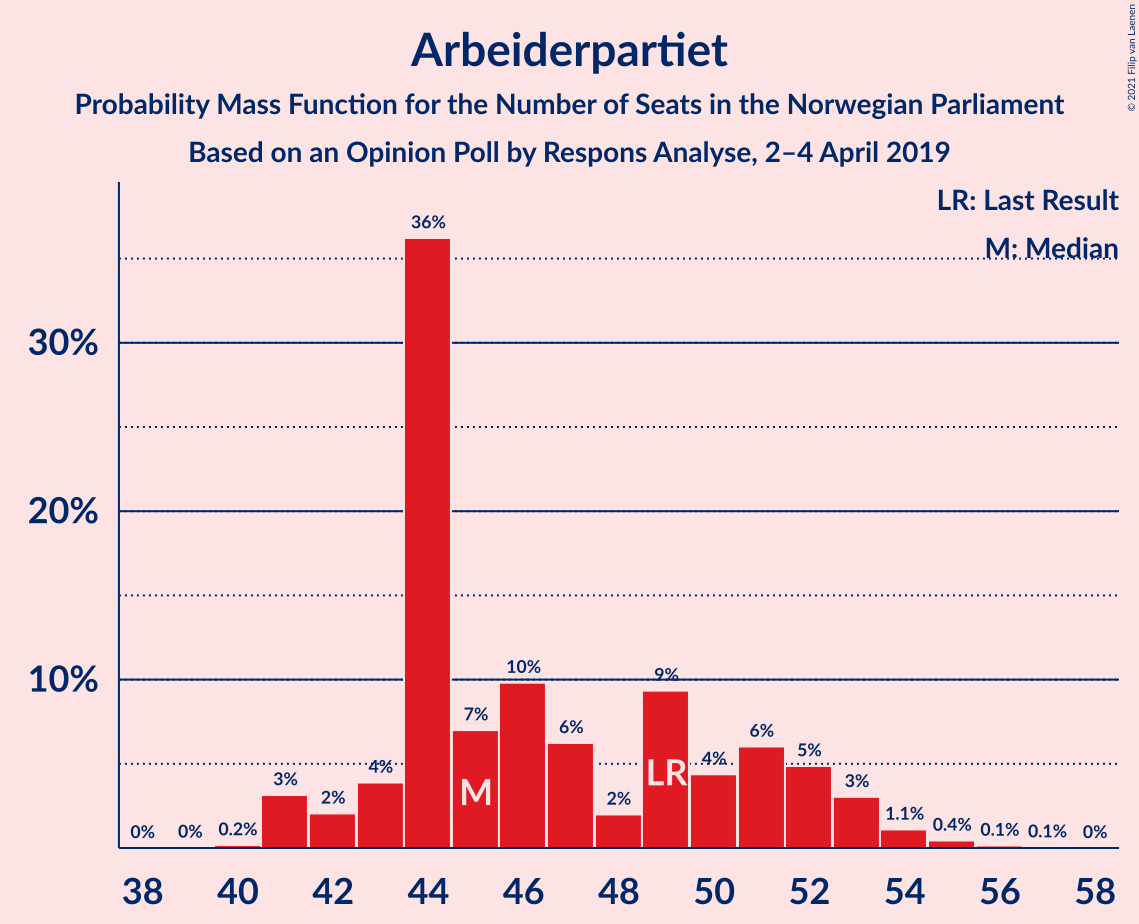 © 2021 Filip van Laenen
Arbeiderpartiet
Probability Mass Function for the Number of Seats in the Norwegian Parliament
Based on an Opinion Poll by Respons Analyse, 2–4 April 2019
LR: Last Result
M: Median
36%
30%
20%
10%
10%
9%
7%
6%
6%
5%
4%
4%
3%
3%
2%
2%
1.1%
0.4%
0.2%
0.1%
0.1%
0%
0%
0%
M
LR
38 40 42 44 46 48 50 52 54 56 58